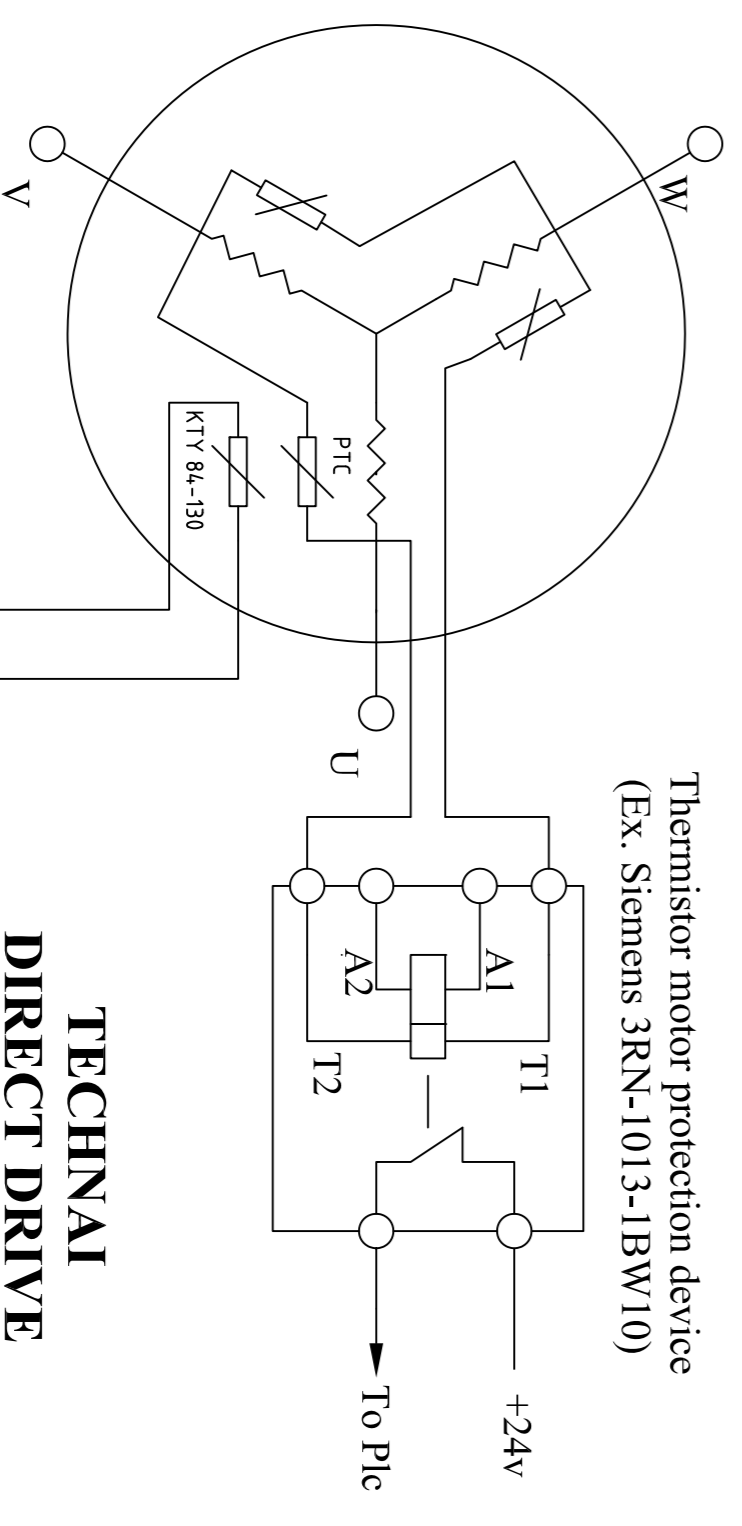 Thermistor motor protection device
(Ex. Siemens 3RN-1013-1BW10)
W
V
U
PTC
KTY 84-130
A1
A2
T1
T2
+24v
To Plc
TECHNAI
DIRECT DRIVE